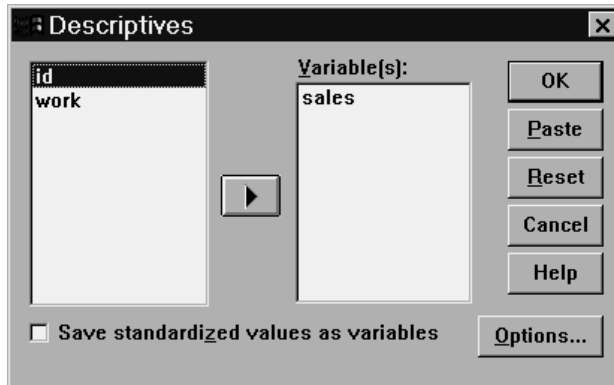 Descriptives
id
work
Variable(s):
sales
OK
Paste
Reset
Cancel
Help
Save standardized values as variables
Options...